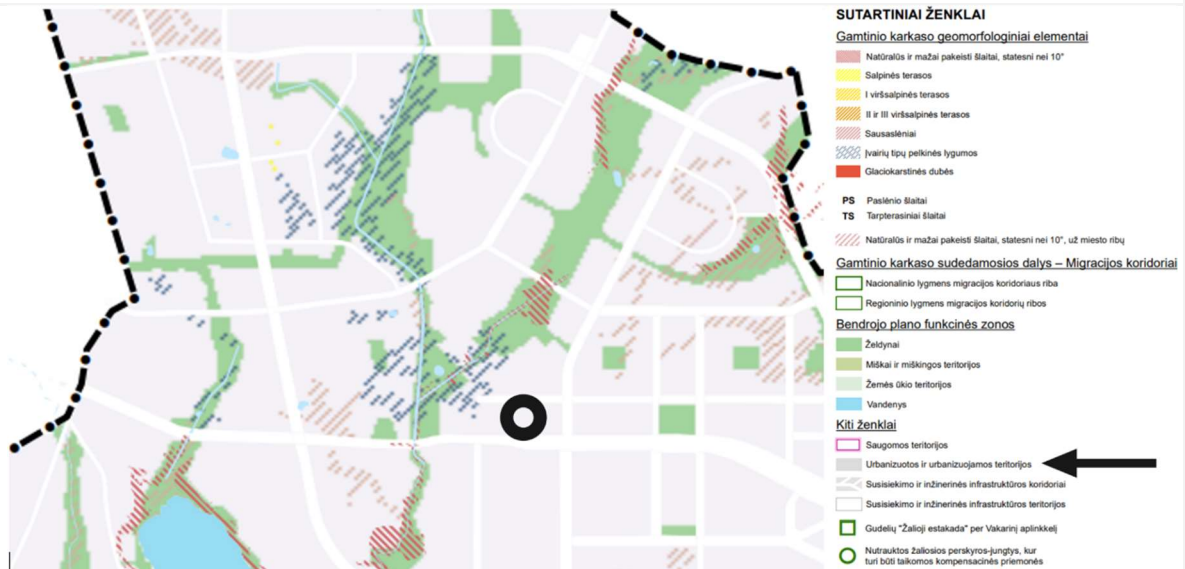 SUTARTINIAI ŽENKLAI
Gamtinio karkaso geomorfologiniai elementai
Natūralūs ir mažai pakeisti šlaitai, statesni nei 10°
Salpinės terasos
I viršsalpinės terasos
II ir III viršsalpinės terasos
Sausaslėniai
Įvairių tipų pelkinės lygumos
Glaciokarstinės dubės
PS Paslėnio šlaitai
TS Tarpterasiniai šlaitai
Natūralūs ir mažai pakeisti šlaitai, statesni nei 10°, už miesto ribų
Gamtinio karkaso sudedamosios dalys – Migracijos koridoriai
Nacionalinio lygmens migracijos koridoriaus riba
Regioninio lygmens migracijos koridorių ribos
Bendrojo plano funkcinės zonos
Želdynai
Miškai ir miškingos teritorijos
Žemės ūkio teritorijos
Vandenys
Kiti ženklai
Saugomos teritorijos
Urbanizuotos ir urbanizuojamos teritorijos
Susisiekimo ir inžinerinės infrastruktūros koridoriai
Susisiekimo ir inžinerinės infrastruktūros teritorijos
Gudelių "Žalioji estakada" per Vakarinį aplinkkelį
Nutrauktos žaliosios perskyros-jungtys, kur
turi būti taikomos kompensacinės priemonės